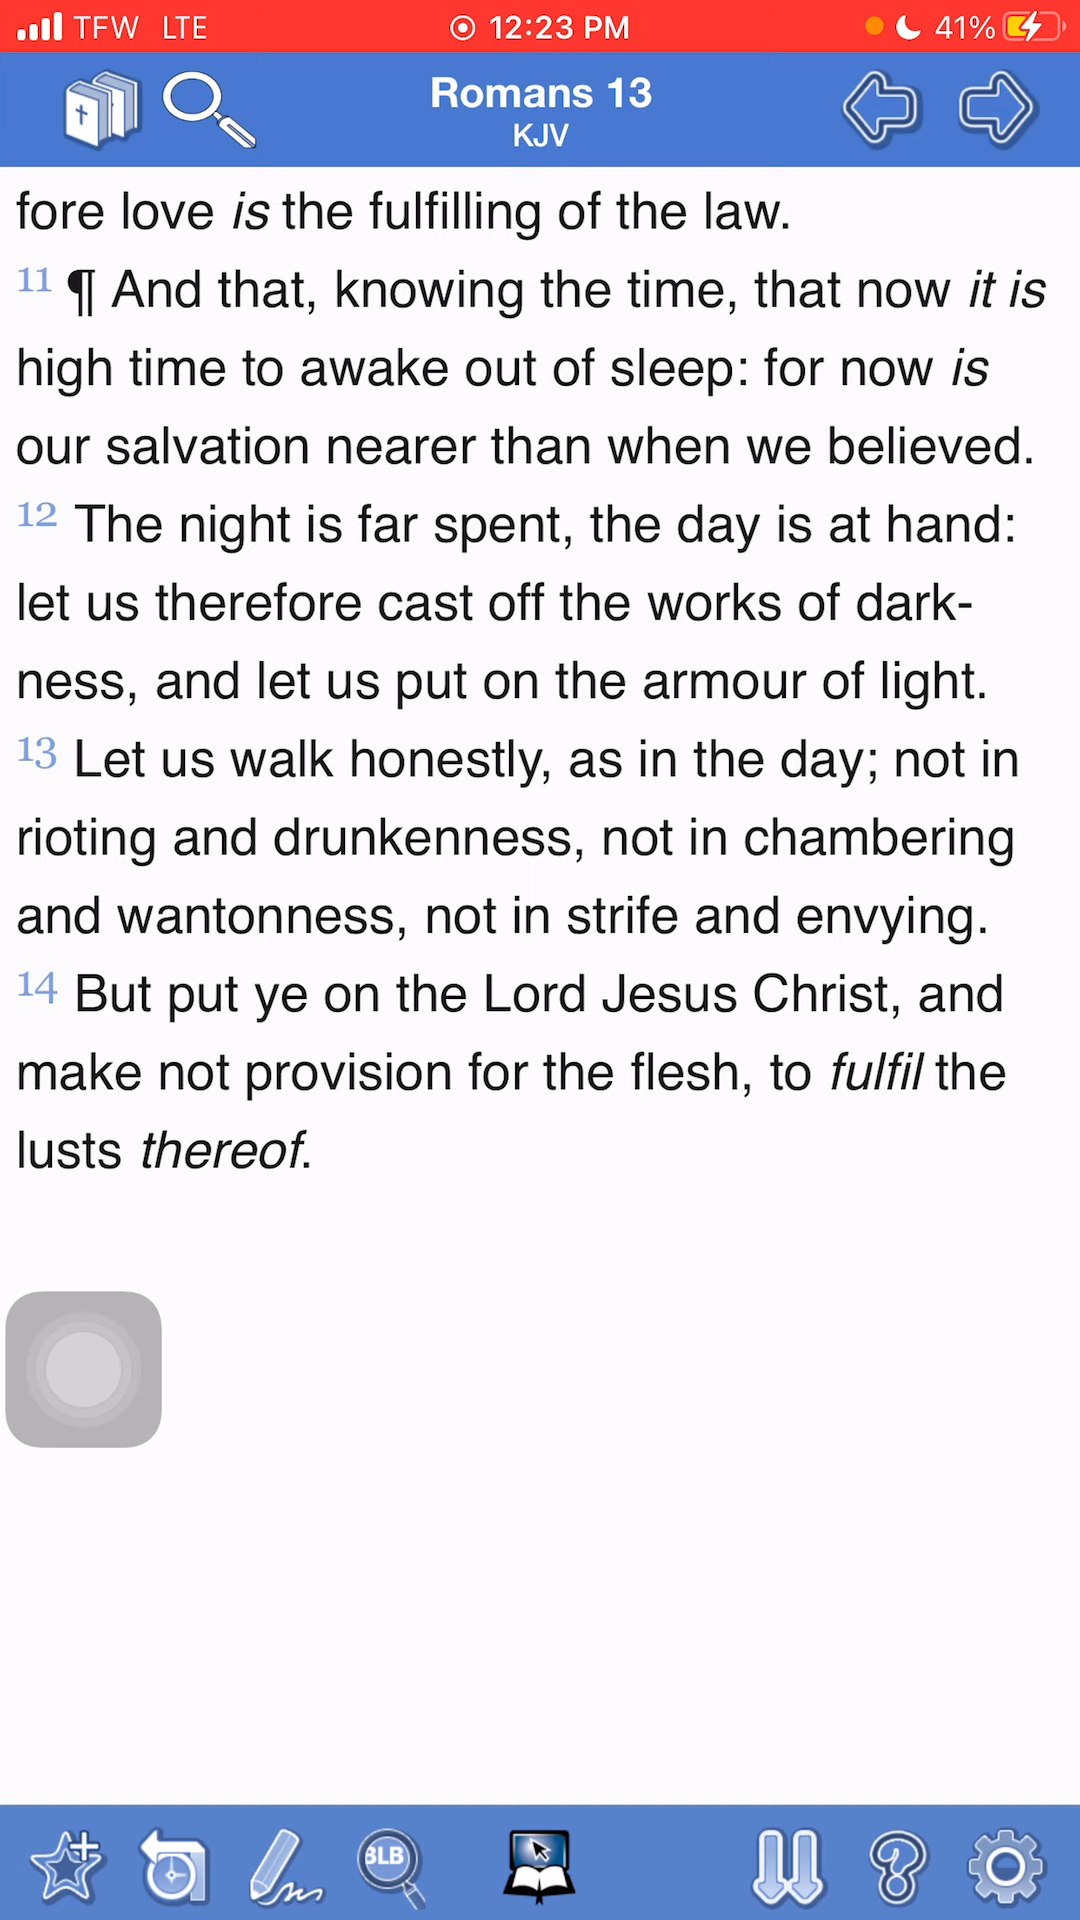 TFW LTE 12:23 PM 41%
Romans 13
KJV
fore love is the fulfilling of the law.
11 ¶ And that, knowing the time, that now it is
high time to awake out of sleep: for now is
our salvation nearer than when we believed.
12 The night is far spent, the day is at hand:
let us therefore cast off the works of dark-
ness, and let us put on the armour of light.
13 Let us walk honestly, as in the day; not in
rioting and drunkenness, not in chambering
and wantonness, not in strife and envying.
14 But put ye on the Lord Jesus Christ, and
make not provision for the flesh, to fulfil the
lusts thereof.
BLB